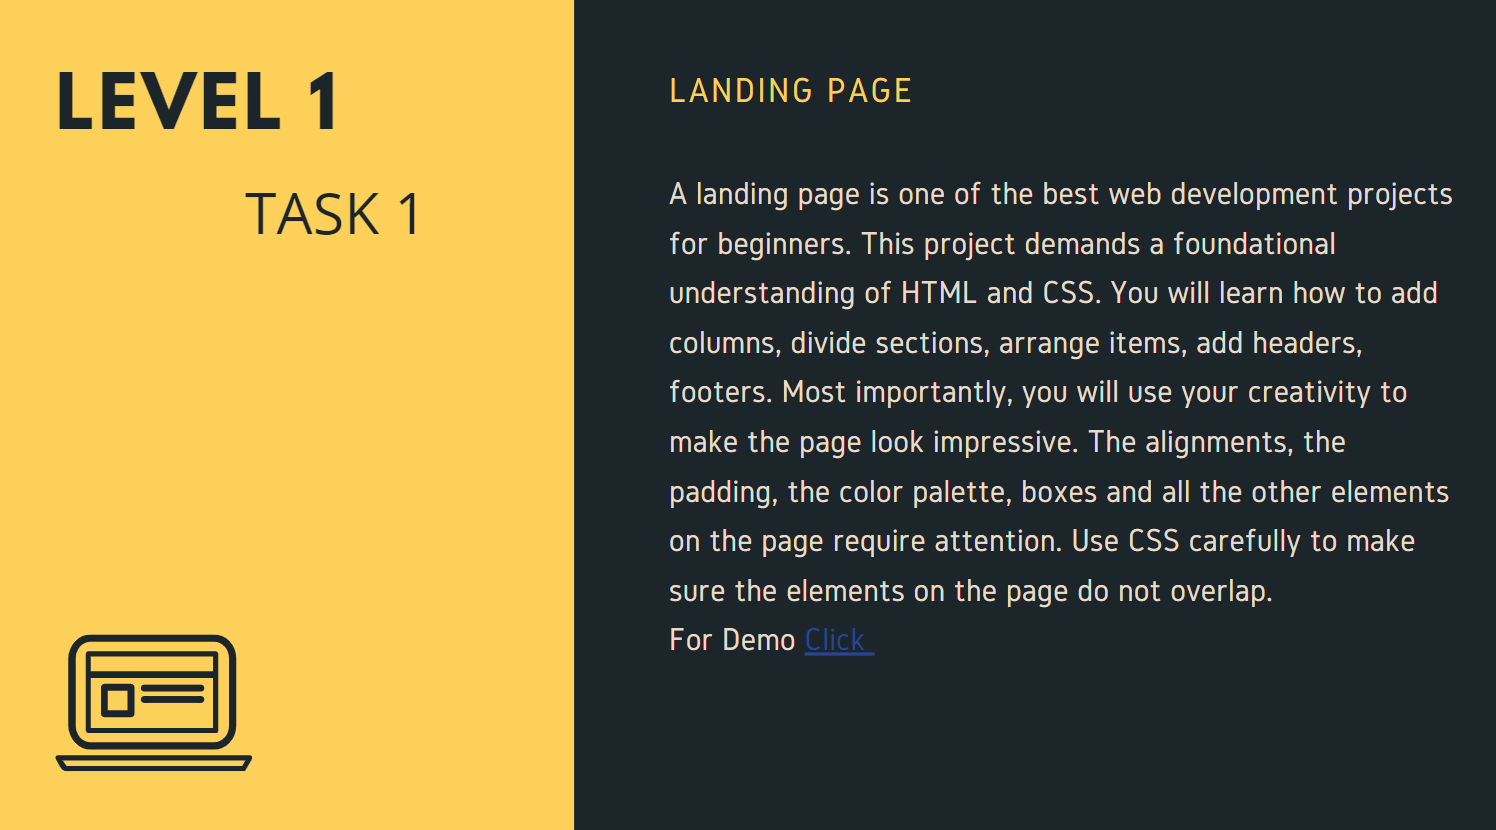 LEVEL 1
TASK 1
LANDING PAGE
A landing page is one of the best web development projects
for beginners. This project demands a foundational
understanding of HTML and CSS. You will learn how to add
columns, divide sections, arrange items, add headers,
footers. Most importantly, you will use your creativity to
make the page look impressive. The alignments, the
padding, the color palette, boxes and all the other elements
on the page require attention. Use CSS carefully to make
sure the elements on the page do not overlap.
For Demo Click